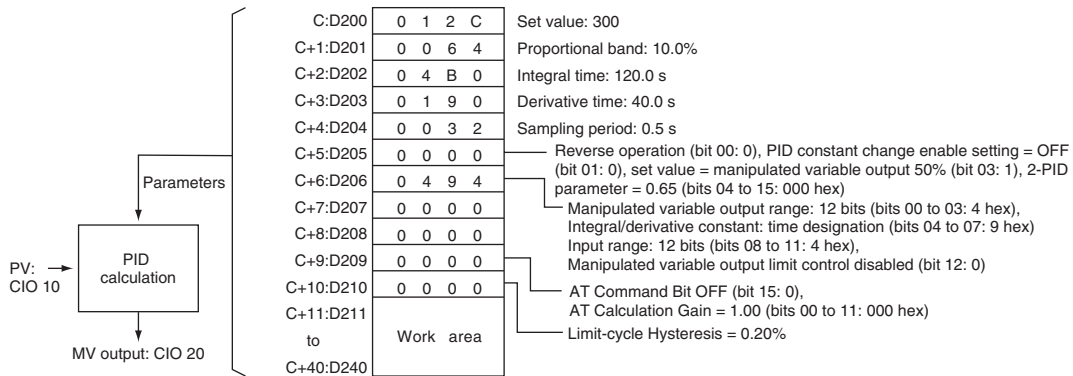 C:D200 0 1 2 C Set value: 300
C+1:D201 0 0 6 4 Proportional band: 10.0%
C+2:D202 0 4 B 0 Integral time: 120.0 s
C+3:D203 0 1 9 0 Derivative time: 40.0 s
C+4:D204 0 0 3 2 Sampling period: 0.5 s
C+5:D205 0 0 0 0
Reverse operation (bit 00: 0), PID constant change enable setting = OFF
(bit 01: 0), set value = manipulated variable output 50% (bit 03: 1), 2-PID
parameter = 0.65 (bits 04 to 15: 000 hex)
C+6:D206 0 4 9 4
Manipulated variable output range: 12 bits (bits 00 to 03: 4 hex),
Integral/derivative constant: time designation (bits 04 to 07: 9 hex)
Input range: 12 bits (bits 08 to 11: 4 hex),
Manipulated variable output limit control disabled (bit 12: 0)
C+7:D207 0 0 0 0
C+8:D208 0 0 0 0
C+9:D209 0 0 0 0
AT Command Bit OFF (bit 15: 0),
AT Calculation Gain = 1.00 (bits 00 to 11: 000 hex)
C+10:D210 0 0 0 0
Limit-cycle Hysteresis = 0.20%
C+11:D211
to
C+40:D240
Work area
Parameters
PV:
CIO 10
PID
calculation
MV output: CIO 20